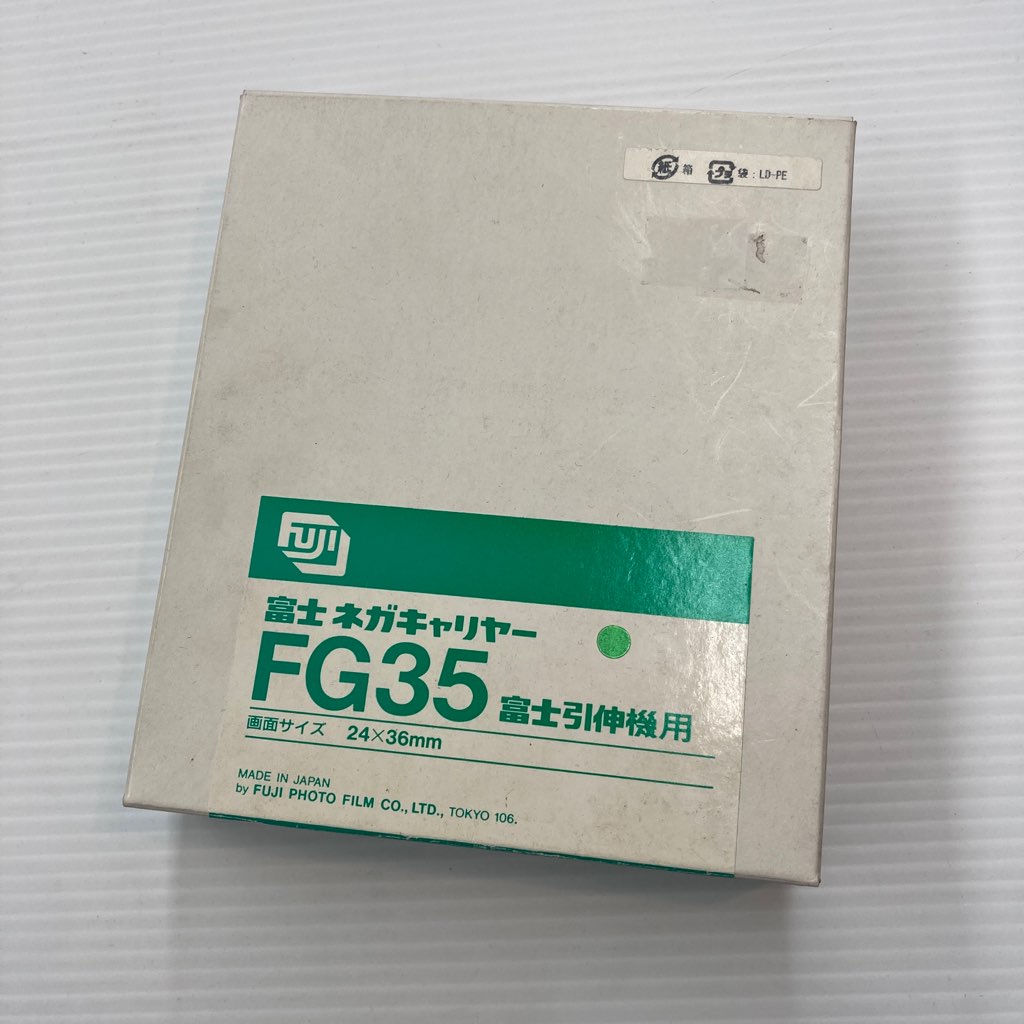 紙 箱 プラ 袋：LD-PE
FUJI
富士 ネガキャリヤー
FG35 富士引伸機用
画面サイズ 24×36mm
MADE IN JAPAN
by FUJI PHOTO FILM CO., LTD., TOKYO 106.